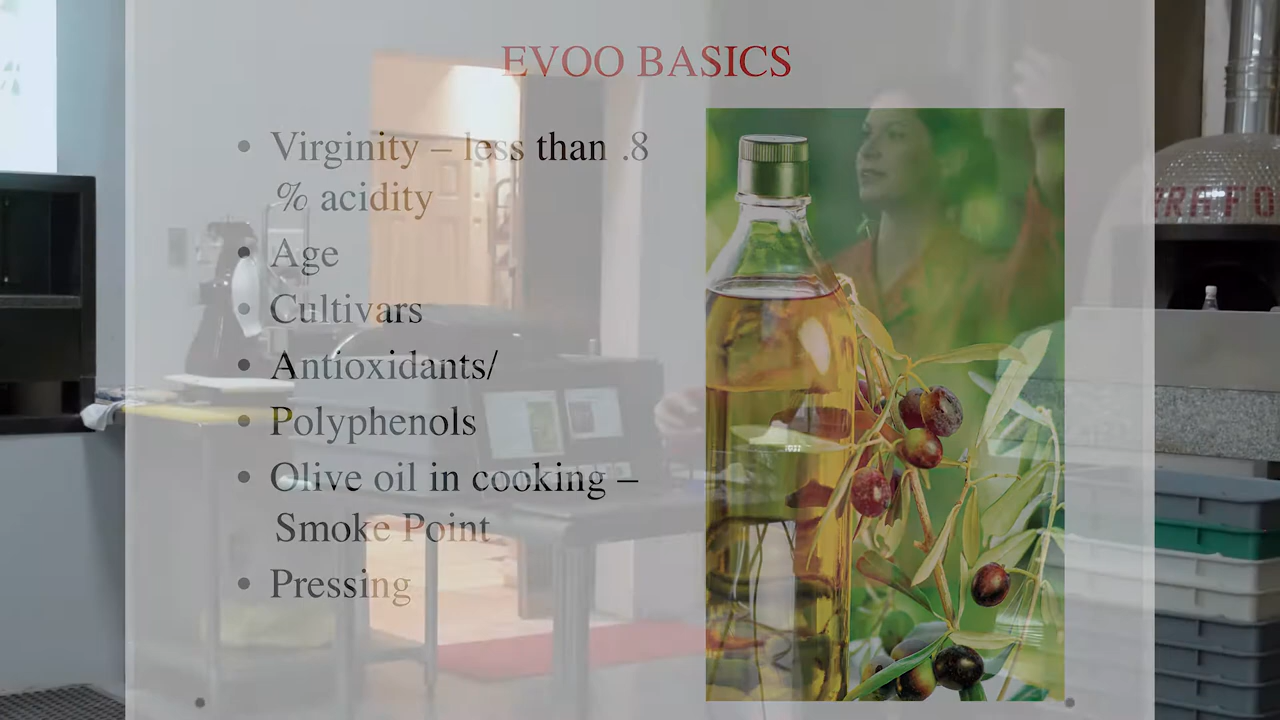 EVOO BASICS
• Virginity – less than .8
% acidity
• Age
• Cultivars
• Antioxidants/
• Polyphenols
• Olive oil in cooking –
Smoke Point
• Pressing